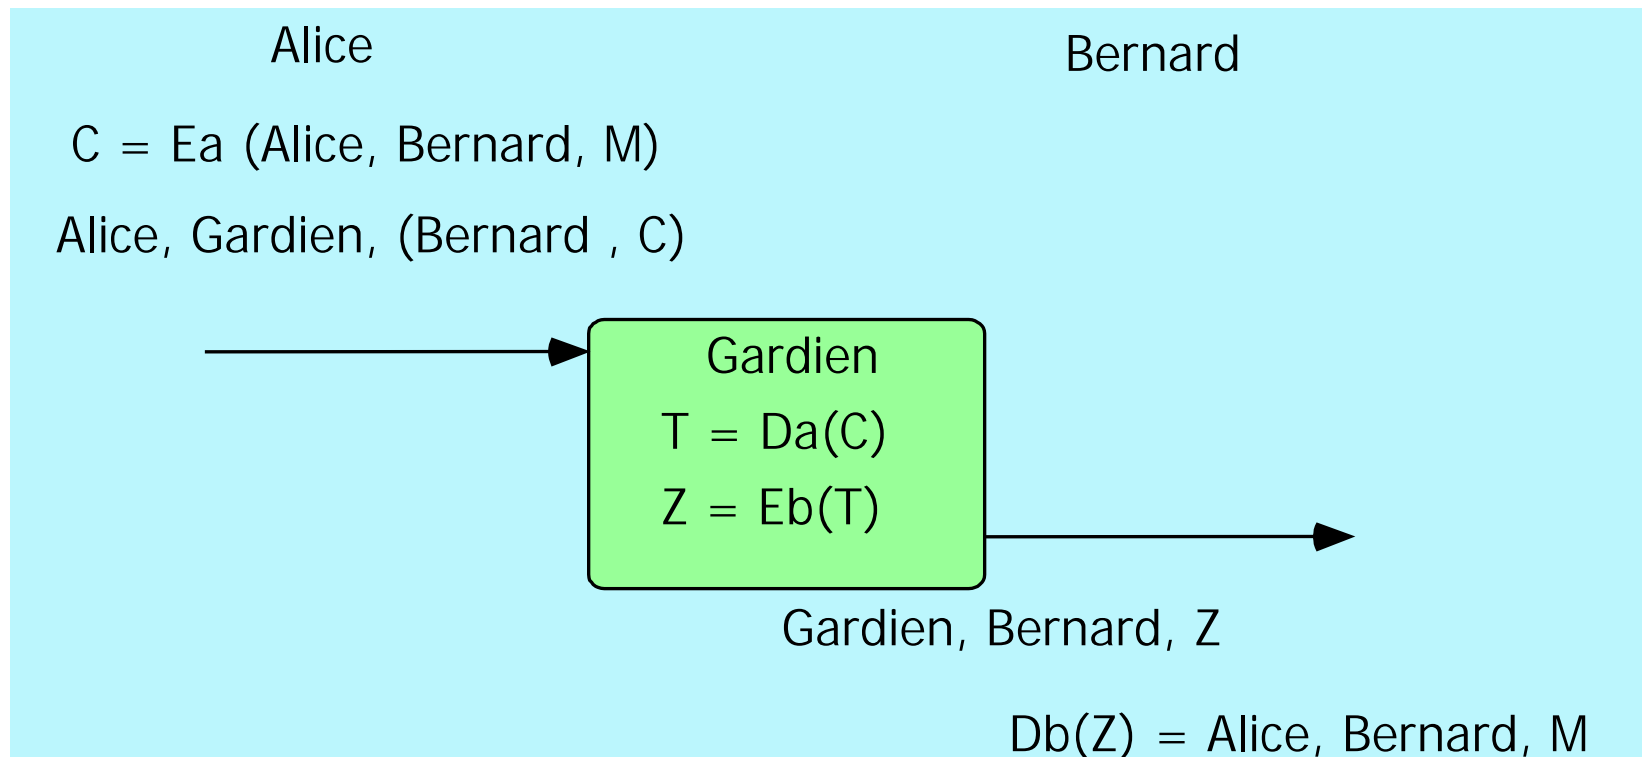 Alice
Bernard
C = Ea (Alice, Bernard, M)
Alice, Gardien, (Bernard , C)
Gardien
T = Da(C)
Z = Eb(T)
Gardien, Bernard, Z
Db(Z) = Alice, Bernard, M